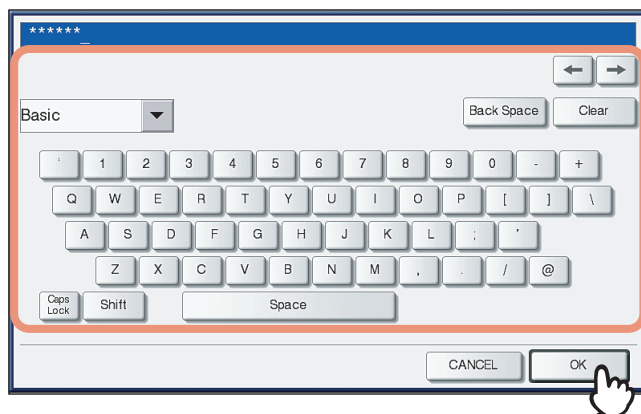 ******_
← →
Basic Back Space Clear
` 1 2 3 4 5 6 7 8 9 0 - +
Q W E R T Y U I O P [ ] \
A S D F G H J K L ; '
Z X C V B N M , . / @
Caps Lock Shift Space
CANCEL OK